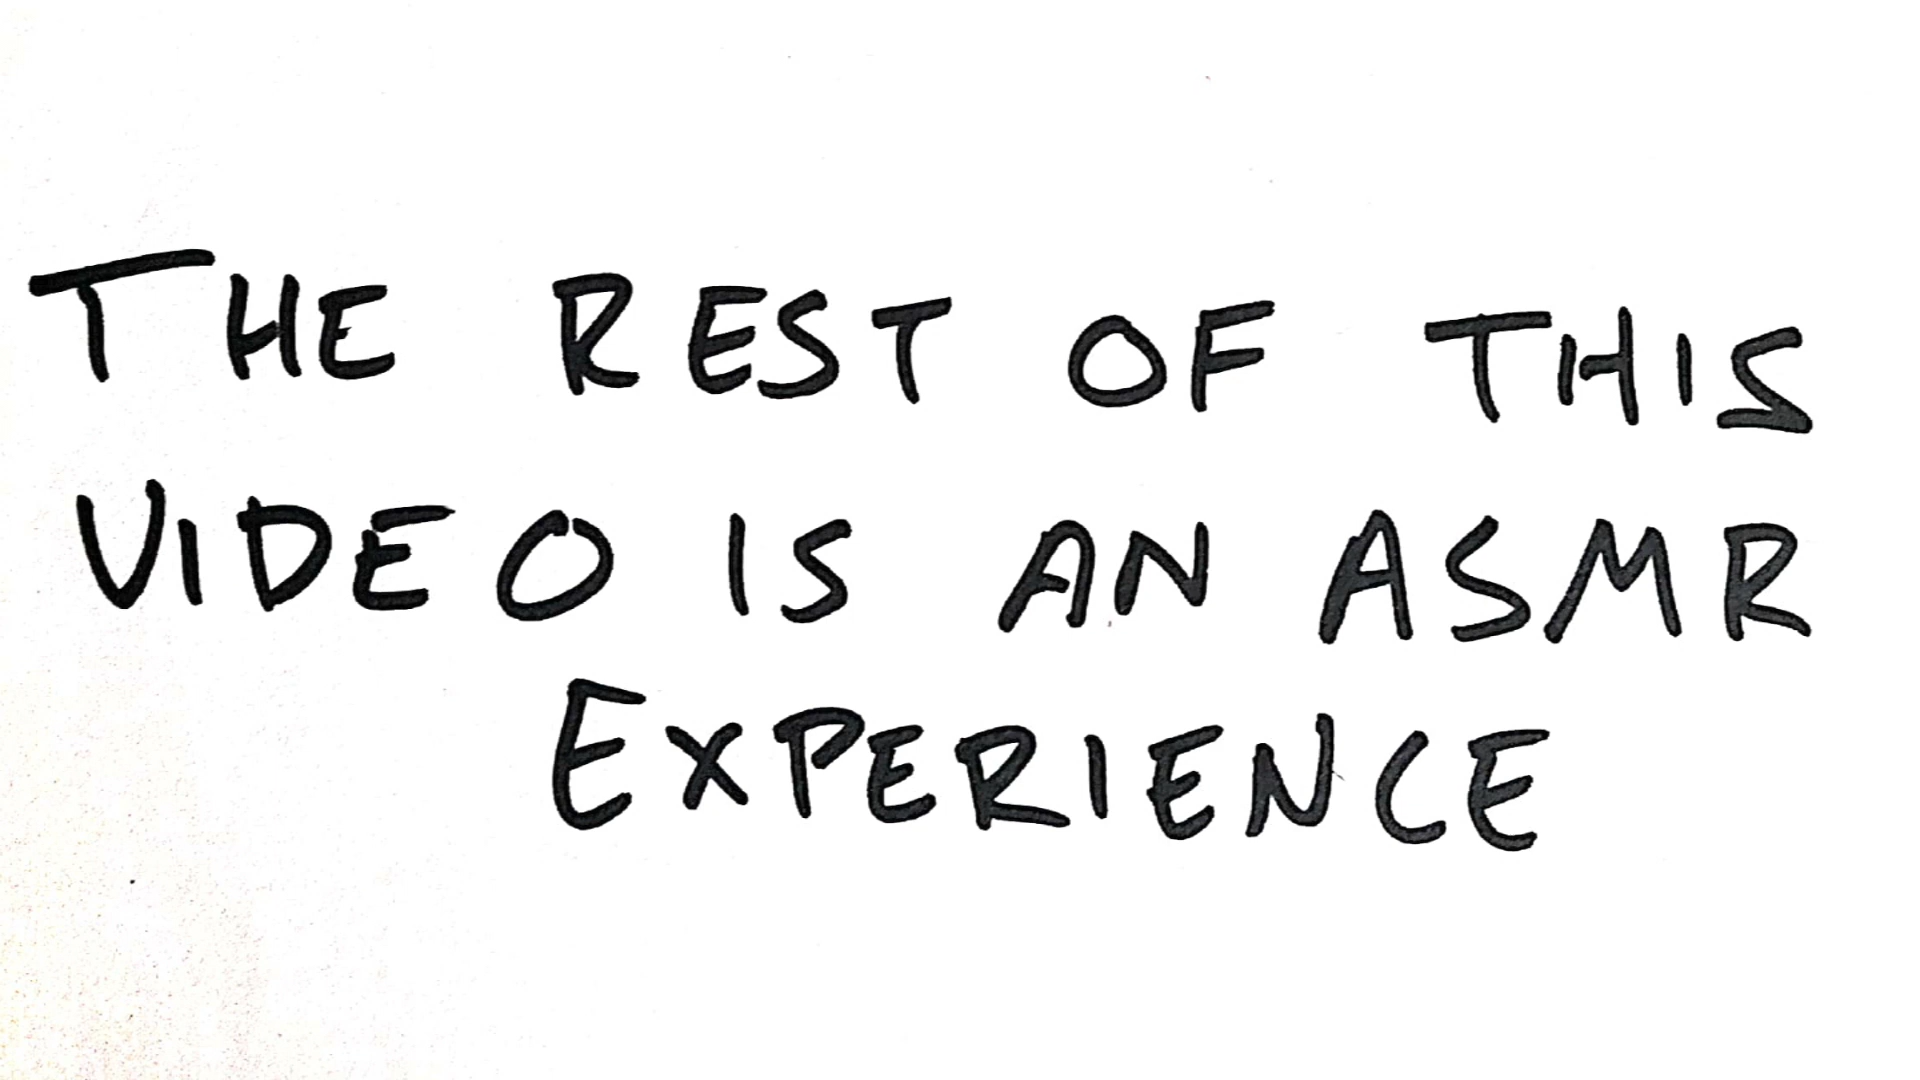 THE REST OF THIS
VIDEO IS AN ASMR
EXPERIENCE